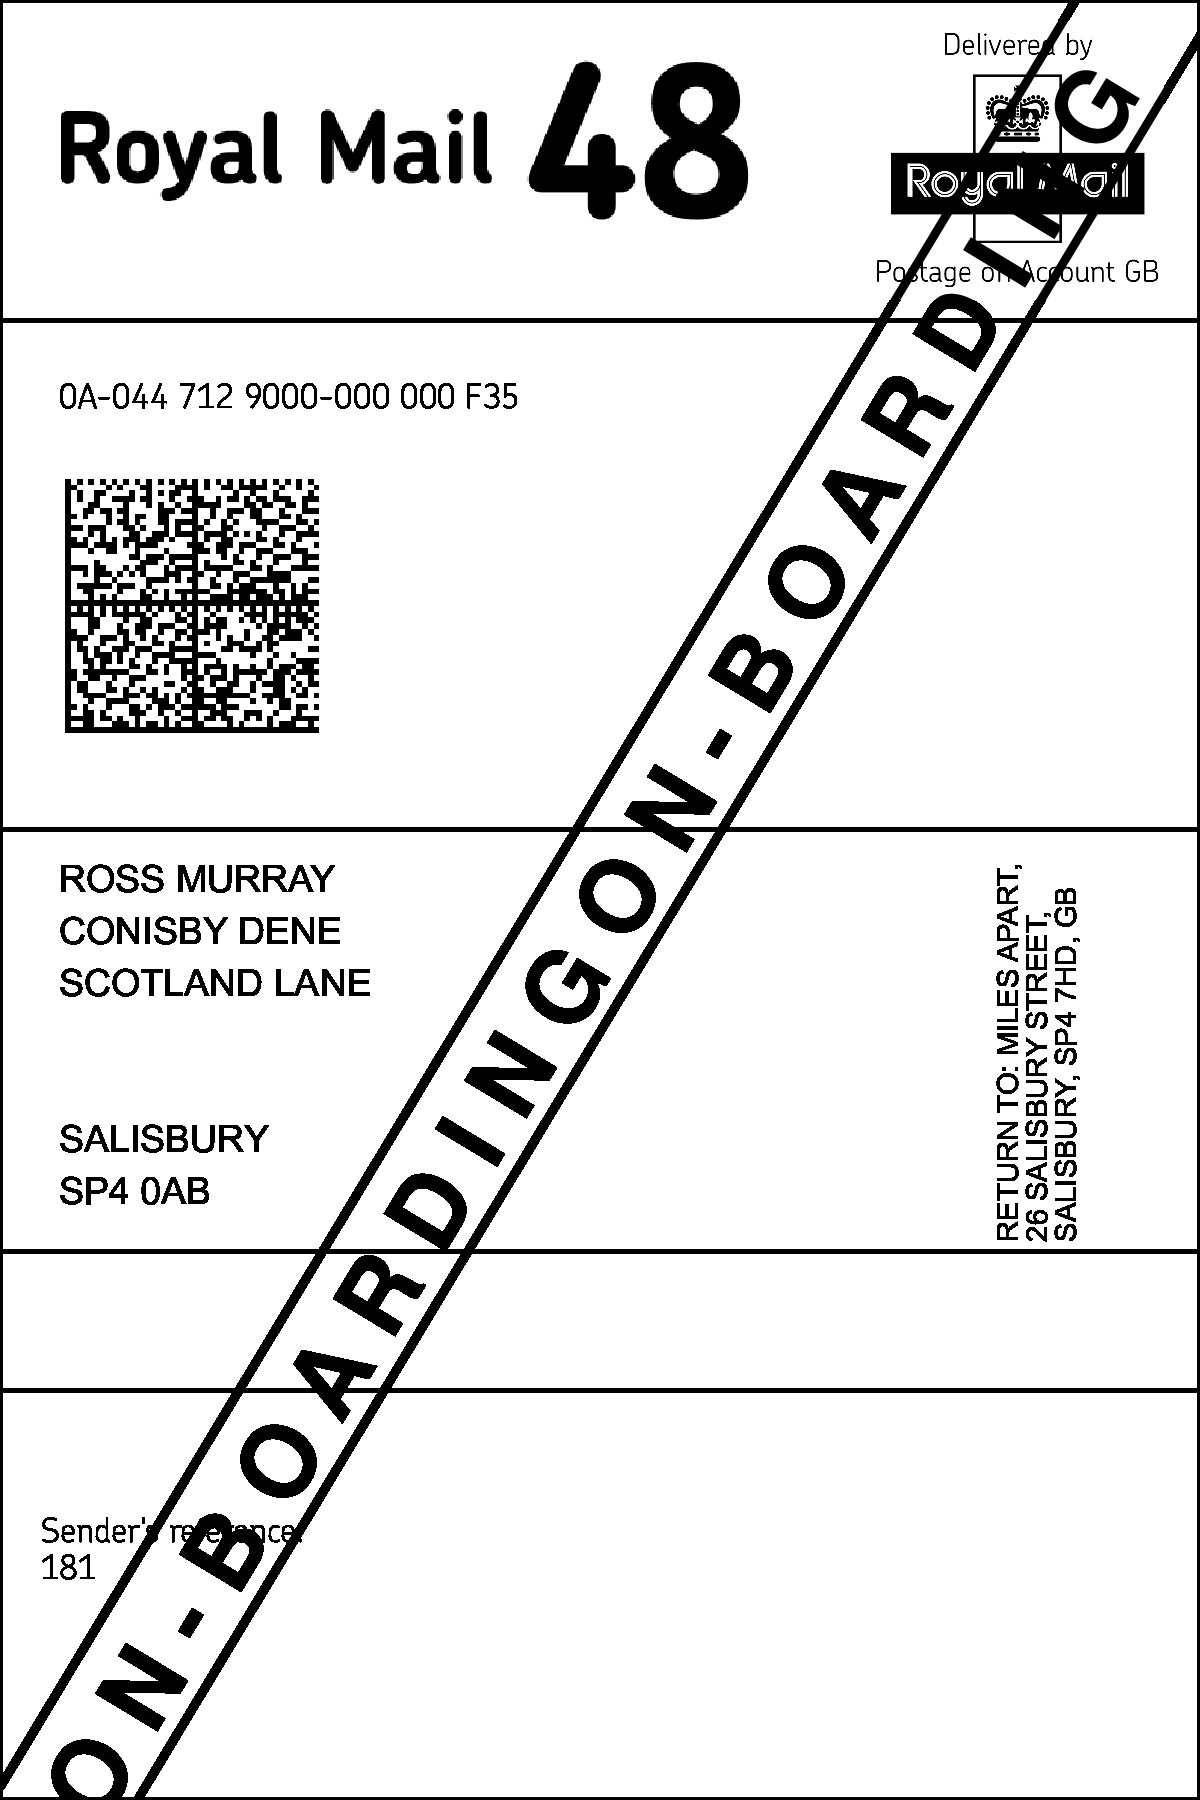 Delivered by
Royal Mail 48
Royal Mail
Postage on Account GB
0A-044 712 9000-000 000 F35
ROSS MURRAY
CONISBY DENE
SCOTLAND LANE
SALISBURY
SP4 0AB
RETURN TO: MILES APART,
26 SALISBURY STREET,
SALISBURY, SP4 7HD, GB
Sender's reference:
181
ON-BOARDINGON-BOARDING